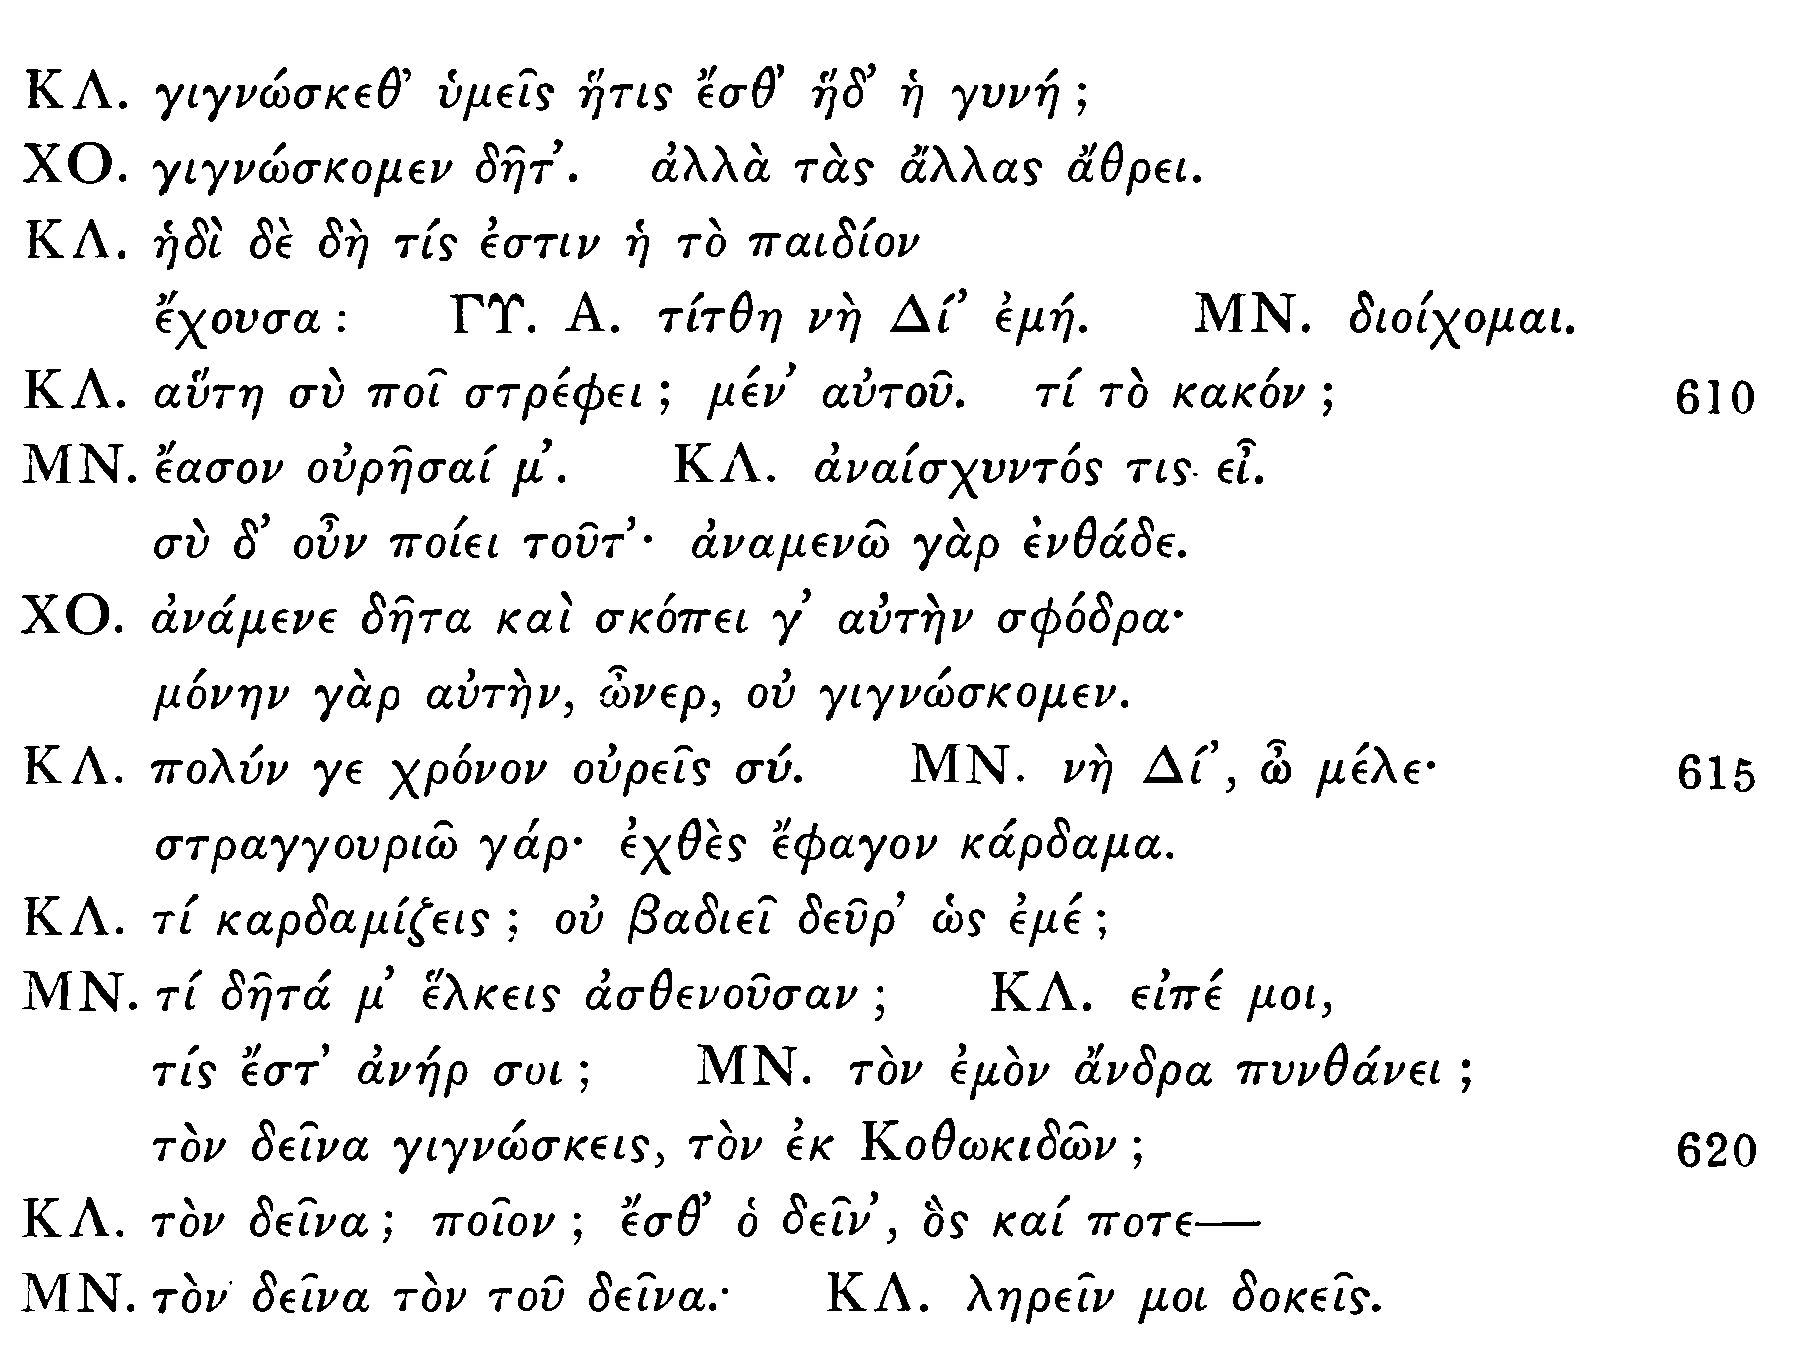 ΚΛ. γιγνώσκεθ’ ὑμεῖς ἥτις ἔσθ’ ἥδ’ ἡ γυνή ;
ΧΟ. γιγνώσκομεν δῆτ’. ἀλλὰ τὰς ἄλλας ἄθρει.
ΚΛ. ἡδὶ δὲ δὴ τίς ἐστιν ἡ τὸ παιδίον
ἔχουσα : ΓΥ. Α. τίτθη νὴ Δί’ ἐμή. ΜΝ. διοίχομαι.
ΚΛ. αὕτη σὺ ποῖ στρέφει ; μέν’ αὐτοῦ. τί τὸ κακόν ; 610
ΜΝ. ἔασον οὐρῆσαί μ’. ΚΛ. ἀναίσχυντός τις εἶ.
σὺ δ’ οὖν ποίει τοῦτ’· ἀναμενῶ γὰρ ἐνθάδε.
ΧΟ. ἀνάμενε δῆτα καὶ σκόπει γ’ αὐτὴν σφόδρα·
μόνην γὰρ αὐτὴν, ὦνερ, οὐ γιγνώσκομεν.
ΚΛ. πολύν γε χρόνον οὐρεῖς σύ. ΜΝ. νὴ Δί’, ὦ μέλε· 615
στραγγουριῶ γάρ· ἐχθὲς ἔφαγον κάρδαμα.
ΚΛ. τί καρδαμίζεις ; οὐ βαδιεῖ δεῦρ’ ὡς ἐμέ ;
ΜΝ. τί δῆτά μ’ ἕλκεις ἀσθενοῦσαν ; ΚΛ. εἰπέ μοι,
τίς ἔστ’ ἀνήρ σοι ; ΜΝ. τὸν ἐμὸν ἄνδρα πυνθάνει ;
τὸν δεῖνα γιγνώσκεις, τὸν ἐκ Κοθωκιδῶν ; 620
ΚΛ. τὸν δεῖνα ; ποῖον ; ἔσθ’ ὁ δεῖν’, ὃς καί ποτε—
ΜΝ. τὸν δεῖνα τὸν τοῦ δεῖνα. ΚΛ. ληρεῖν μοι δοκεῖς.